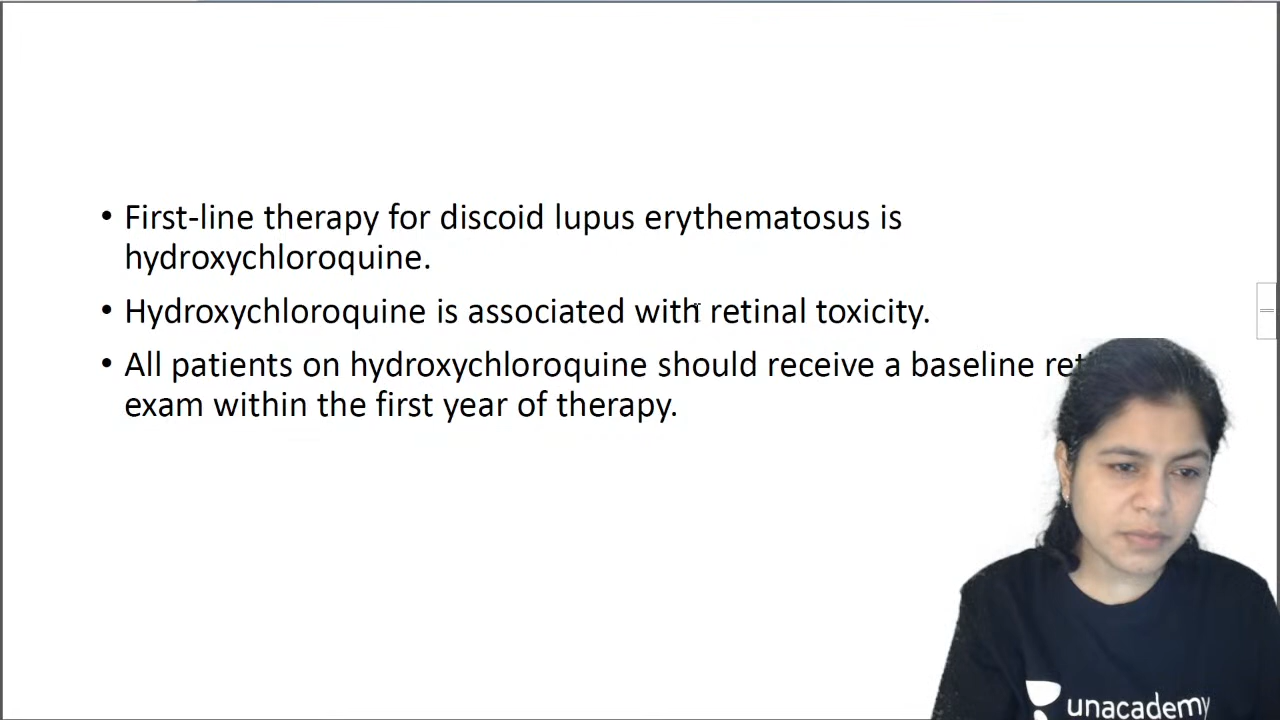 • First-line therapy for discoid lupus erythematosus is
hydroxychloroquine.
• Hydroxychloroquine is associated with retinal toxicity.
• All patients on hydroxychloroquine should receive a baseline
exam within the first year of therapy.
unacademy